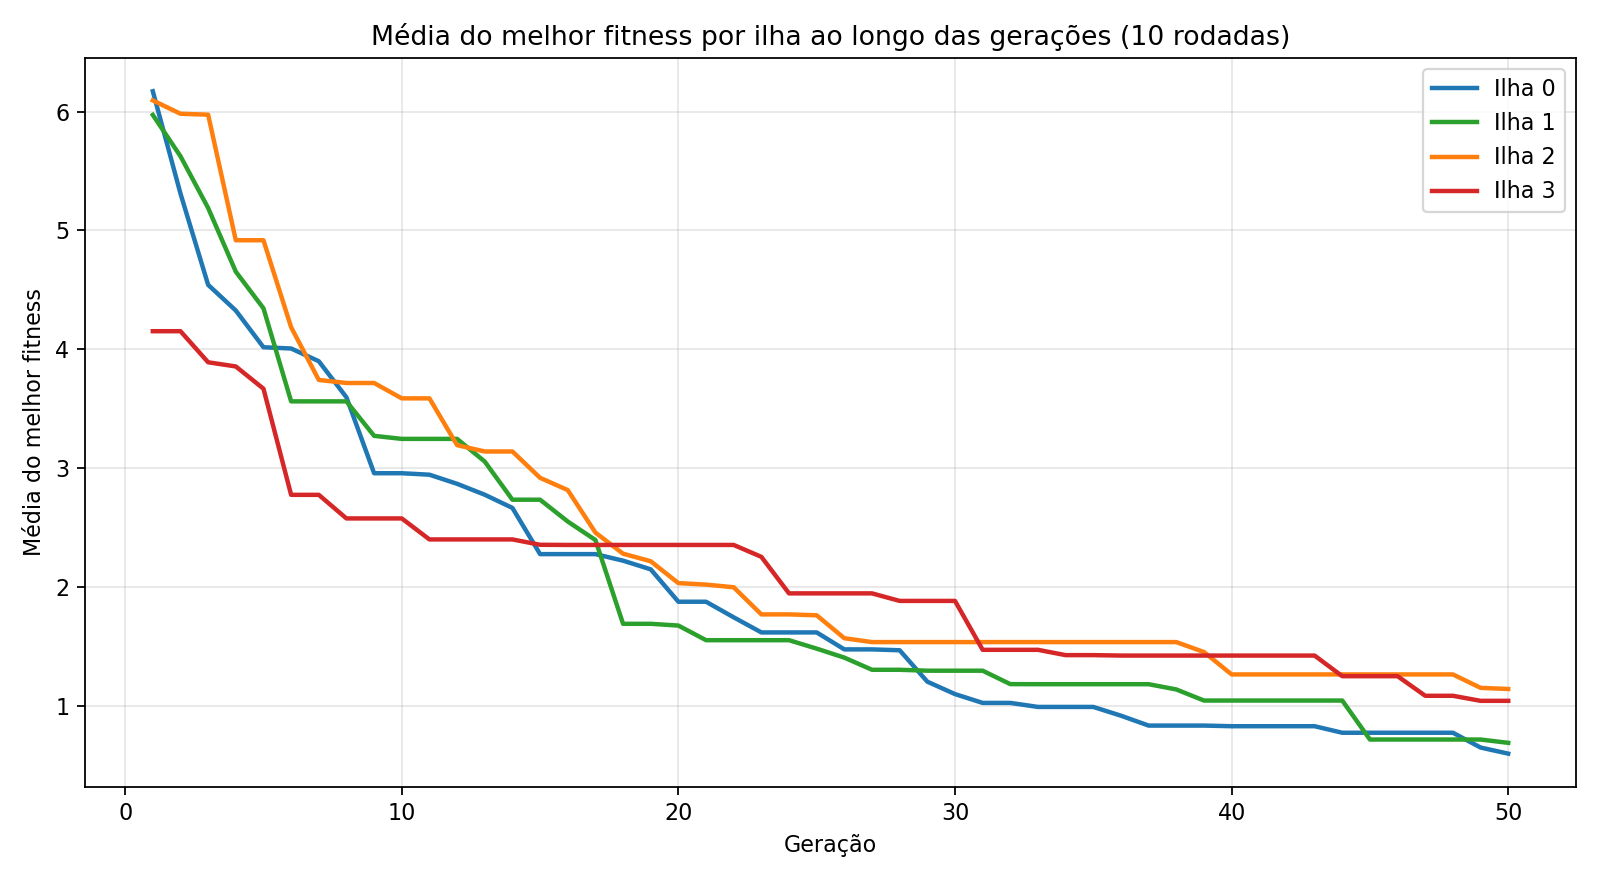 Média do melhor fitness por ilha ao longo das gerações (10 rodadas)
Ilha 0
Ilha 1
Ilha 2
Ilha 3
Média do melhor fitness
6
5
4
3
2
1
0
10
20
30
40
50
Geração